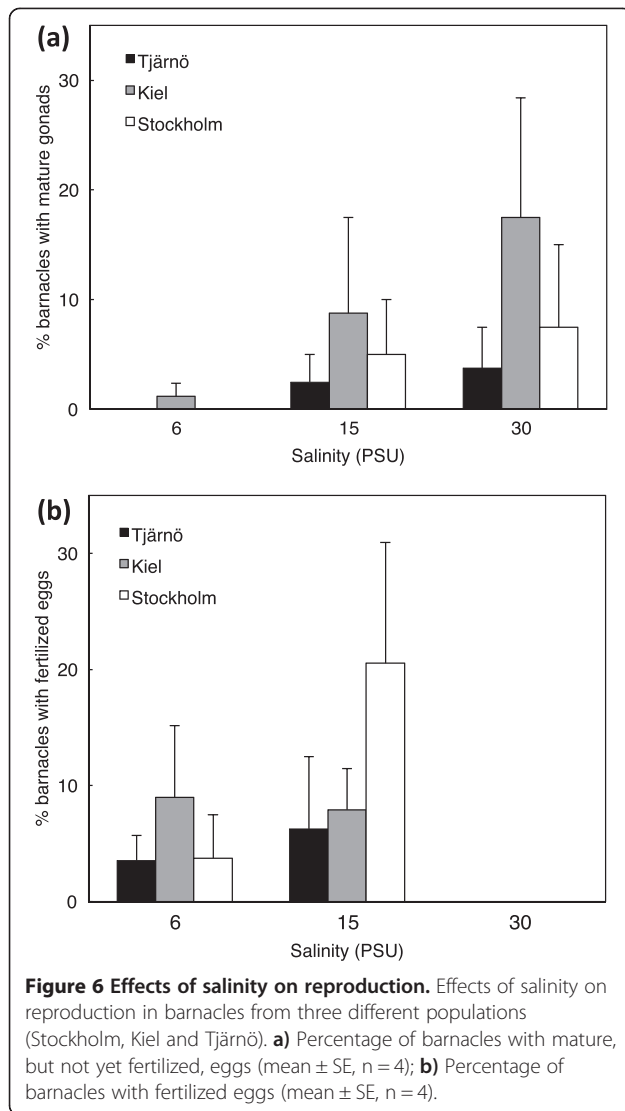 (a)
Tjärnö
Kiel
Stockholm
30
20
10
0
% barnacles with mature gonads
6 15 30
Salinity (PSU)
(b)
Tjärnö
Kiel
Stockholm
30
20
10
0
% barnacles with fertilized eggs
6 15 30
Salinity (PSU)
Figure 6 Effects of salinity on reproduction. Effects of salinity on
reproduction in barnacles from three different populations
(Stockholm, Kiel and Tjärnö). a) Percentage of barnacles with mature,
but not yet fertilized, eggs (mean ± SE, n = 4); b) Percentage of
barnacles with fertilized eggs (mean ± SE, n = 4).